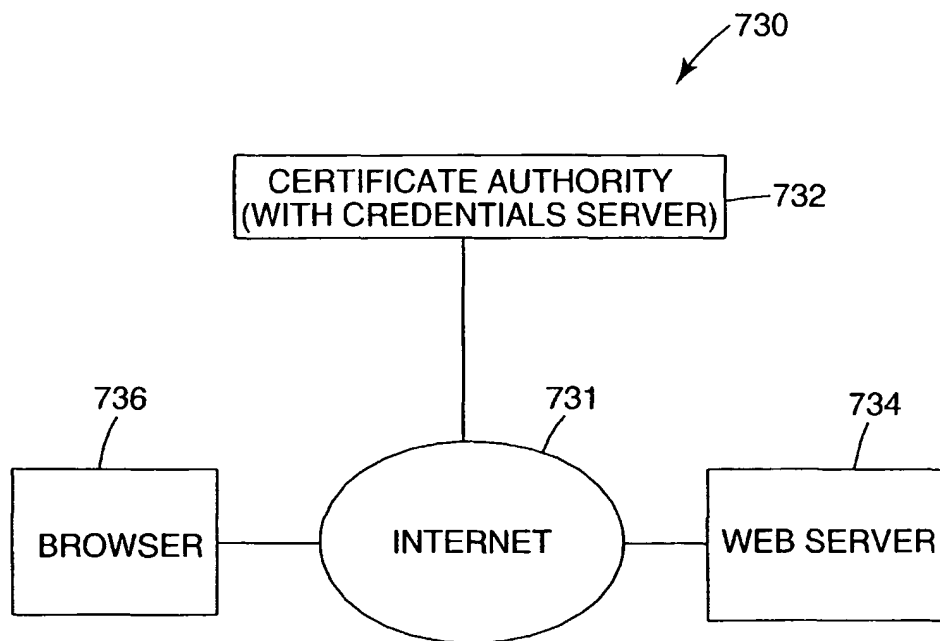 730
CERTIFICATE AUTHORITY
(WITH CREDENTIALS SERVER)
732
736
731
734
BROWSER
INTERNET
WEB SERVER